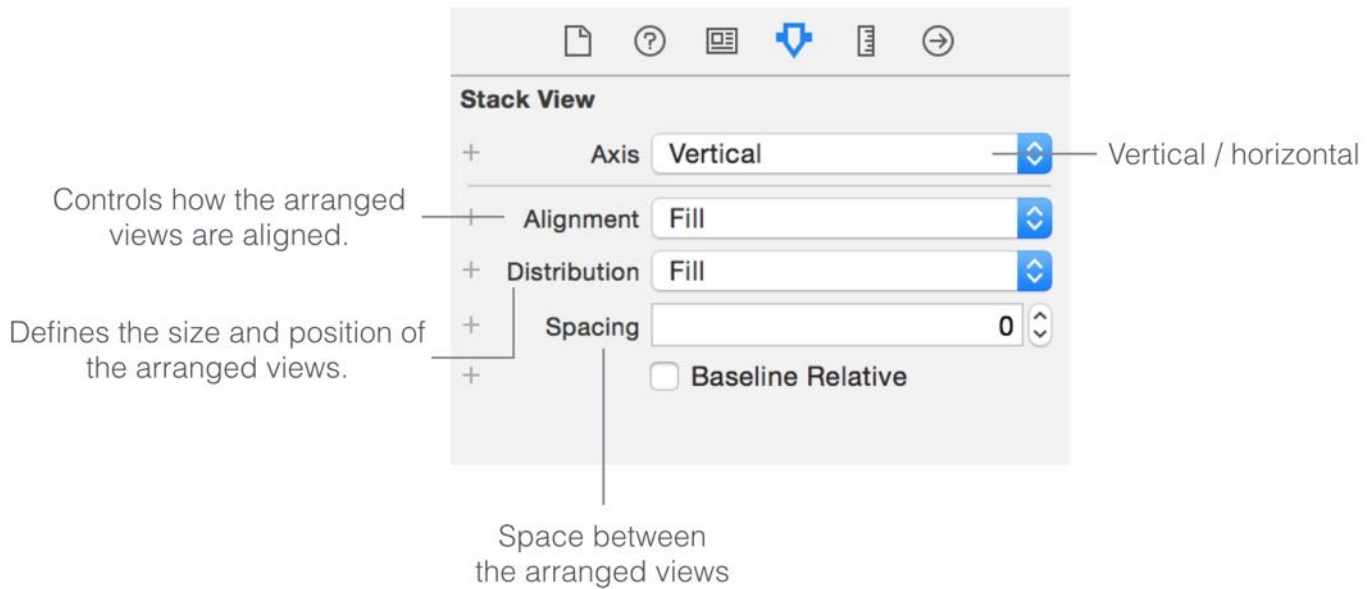 Stack View
Axis Vertical
Vertical / horizontal
Controls how the arranged
views are aligned.
Alignment Fill
Distribution Fill
Defines the size and position of
the arranged views.
Spacing 0
Baseline Relative
Space between
the arranged views